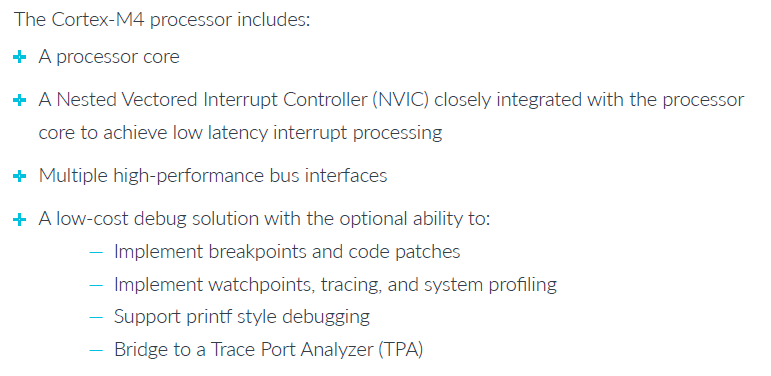 The Cortex-M4 processor includes:
A processor core
A Nested Vectored Interrupt Controller (NVIC) closely integrated with the processor
core to achieve low latency interrupt processing
Multiple high-performance bus interfaces
A low-cost debug solution with the optional ability to:
— Implement breakpoints and code patches
— Implement watchpoints, tracing, and system profiling
— Support printf style debugging
— Bridge to a Trace Port Analyzer (TPA)